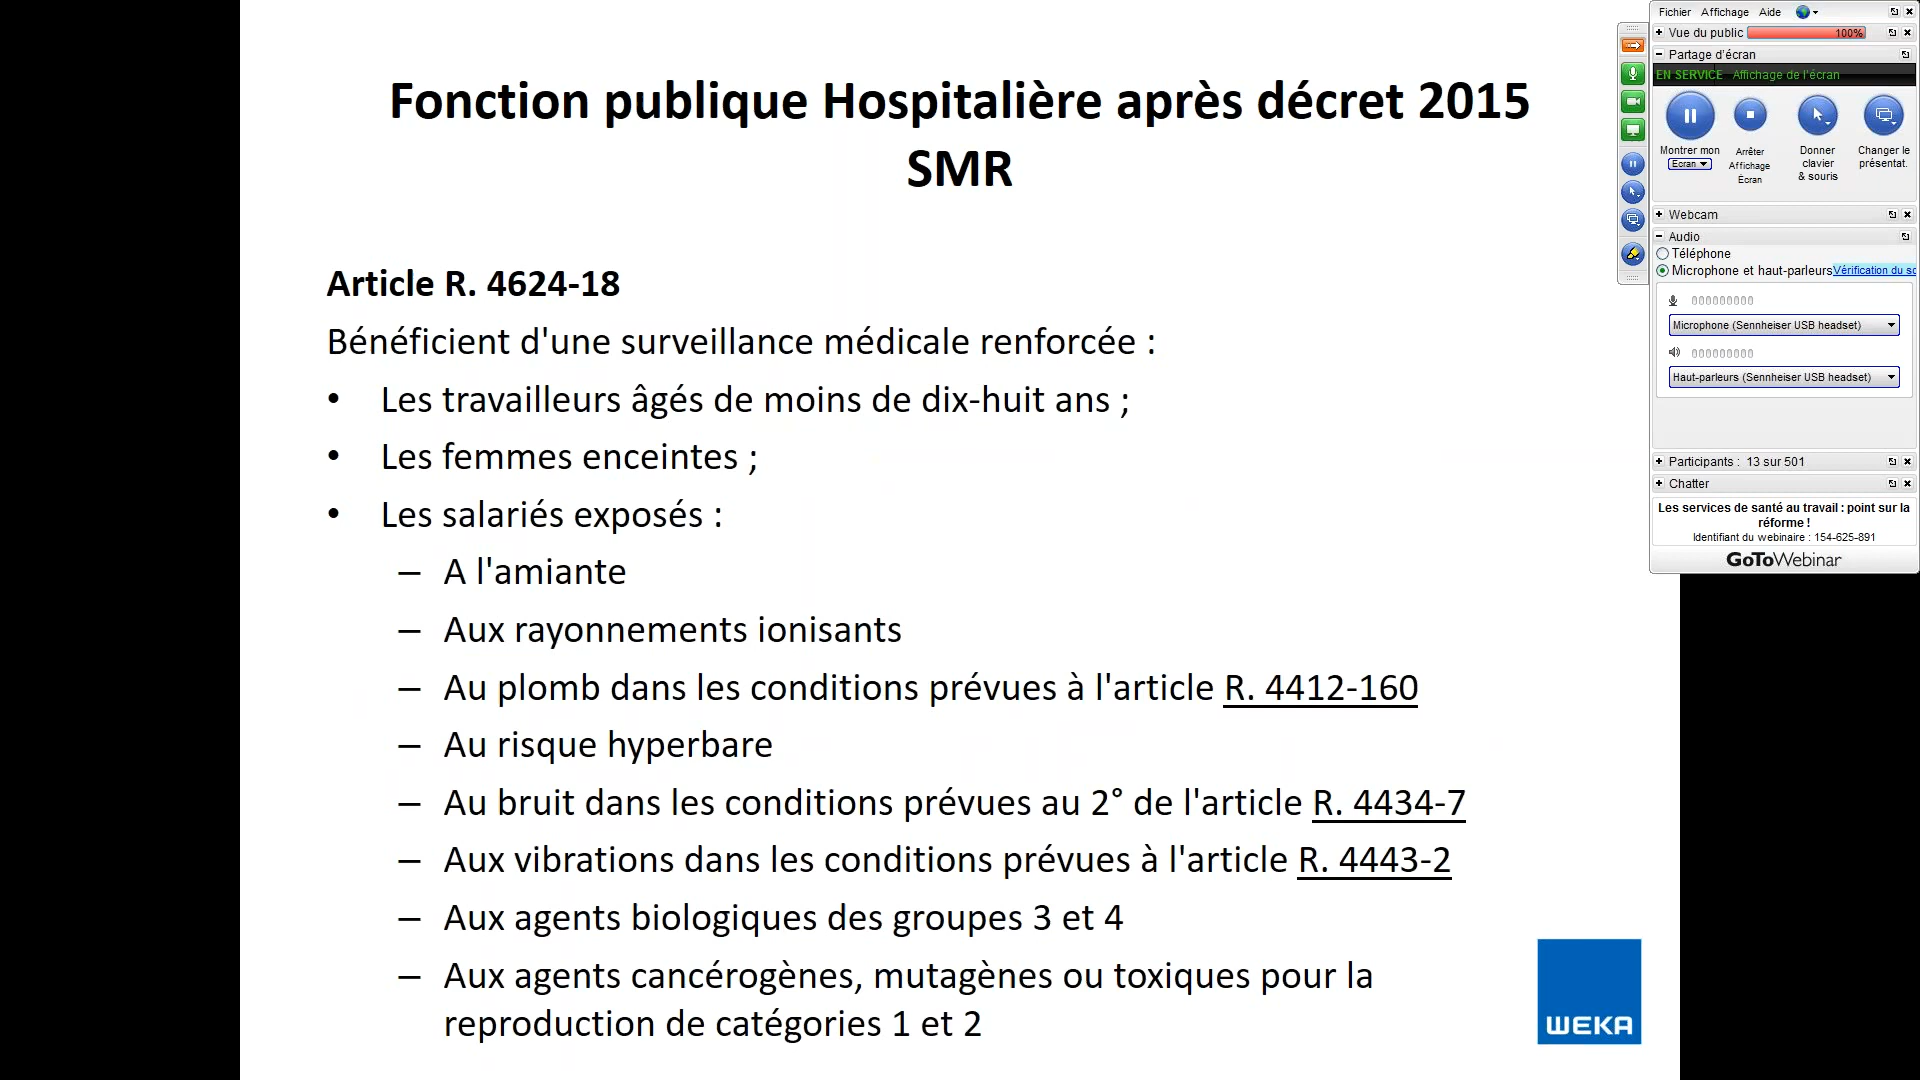 Fonction publique Hospitalière après décret 2015
SMR
Article R. 4624-18
Bénéficient d'une surveillance médicale renforcée :
• Les travailleurs âgés de moins de dix-huit ans ;
• Les femmes enceintes ;
• Les salariés exposés :
– A l'amiante
– Aux rayonnements ionisants
– Au plomb dans les conditions prévues à l'article R. 4412-160
– Au risque hyperbare
– Au bruit dans les conditions prévues au 2° de l'article R. 4434-7
– Aux vibrations dans les conditions prévues à l'article R. 4443-2
– Aux agents biologiques des groupes 3 et 4
– Aux agents cancérogènes, mutagènes ou toxiques pour la
reproduction de catégories 1 et 2
WEKA
Fichier Affichage Aide
Vue du public 100%
Partage d'écran
EN SERVICE Affichage de l'écran
Montrer mon
Ecran
Arrêter
Affichage
Écran
Donner
clavier
& souris
Changer le
présentat.
Webcam
Audio
Téléphone
Microphone et haut-parleurs Vérification du
000000000
Microphone (Sennheiser USB headset)
000000000
Haut-parleurs (Sennheiser USB headset)
Participants : 13 sur 501
Chatter
Les services de santé au travail : point sur la
réforme !
Identifiant du webinaire : 154-625-891
GoToWebinar